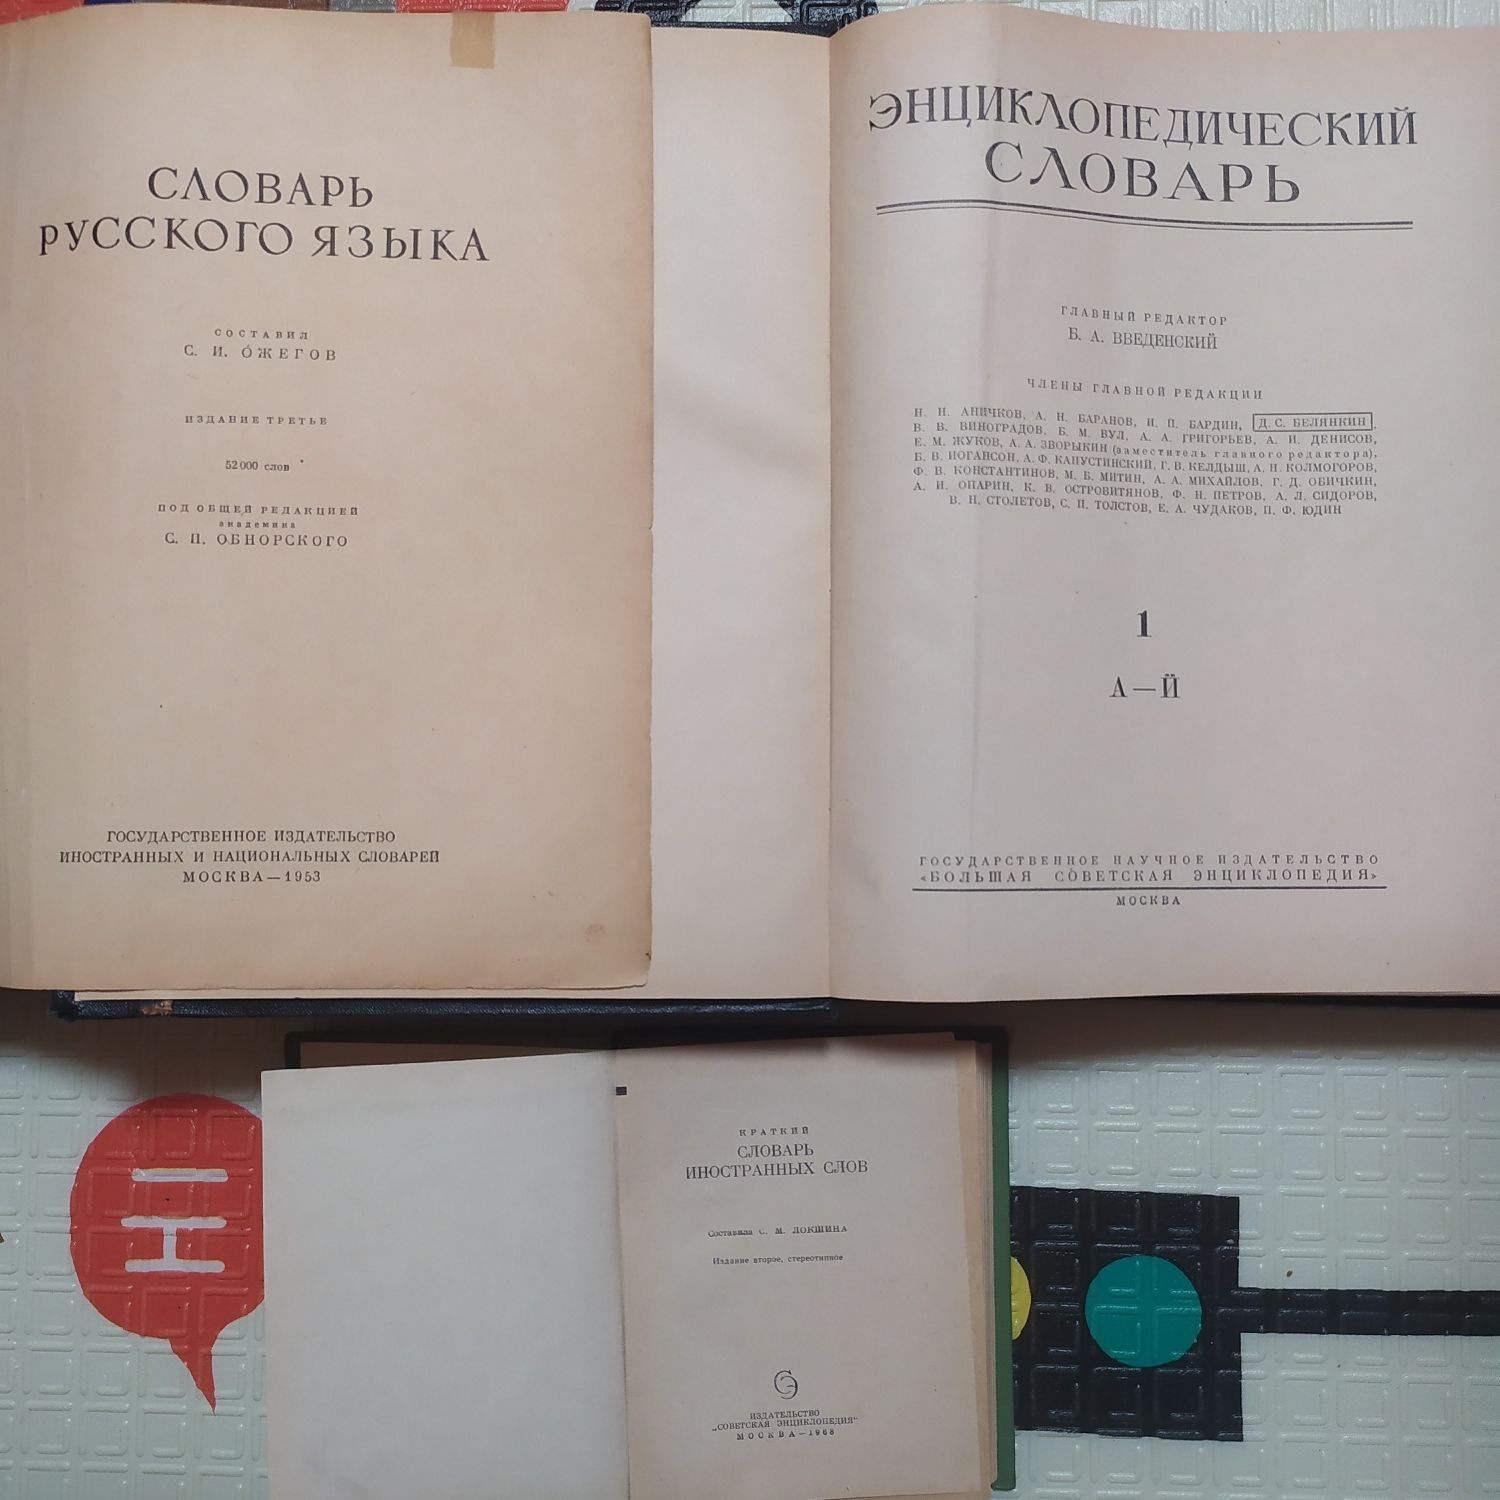 СЛОВАРЬ
РУССКОГО ЯЗЫКА
СОСТАВИЛ
С. И. О́ЖЕГОВ
ИЗДАНИЕ ТРЕТЬЕ
52 000 слов
ПОД ОБЩЕЙ РЕДАКЦИЕЙ
академика
С. П. ОБНОРСКОГО
ГОСУДАРСТВЕННОЕ ИЗДАТЕЛЬСТВО
ИНОСТРАННЫХ И НАЦИОНАЛЬНЫХ СЛОВАРЕЙ
МОСКВА—1953
ЭНЦИКЛОПЕДИЧЕСКИЙ
СЛОВАРЬ
ГЛАВНЫЙ РЕДАКТОР
Б. А. ВВЕДЕНСКИЙ
ЧЛЕНЫ ГЛАВНОЙ РЕДАКЦИИ
Н. Н. АНИЧКОВ, А. Н. БАРАНОВ, И. П. БАРДИН, Д. С. БЕЛЯНКИН,
В. В. ВИНОГРАДОВ, Б. М. ВУЛ, А. А. ГРИГОРЬЕВ, А. И. ДЕНИСОВ,
Е. М. ЖУКОВ, А. А. ЗВОРЫКИН (заместитель главного редактора),
Б. В. ИОГАНСОН, А. Ф. КАПУСТИНСКИЙ, Г. В. КЕЛДЫШ, А. Н. КОЛМОГОРОВ,
Ф. В. КОНСТАНТИНОВ, М. Б. МИТИН, А. А. МИХАЙЛОВ, Г. Д. ОБИЧКИН,
А. И. ОПАРИН, К. В. ОСТРОВИТЯНОВ, Ф. Н. ПЕТРОВ, А. Л. СИДОРОВ,
В. Н. СТОЛЕТОВ, С. П. ТОЛСТОВ, Е. А. ЧУДАКОВ, П. Ф. ЮДИН
1
А—Й
ГОСУДАРСТВЕННОЕ НАУЧНОЕ ИЗДАТЕЛЬСТВО
«БОЛЬШАЯ СОВЕТСКАЯ ЭНЦИКЛОПЕДИЯ»
МОСКВА
КРАТКИЙ
СЛОВАРЬ
ИНОСТРАННЫХ СЛОВ
Составила С. М. ЛОКШИНА
Издание второе, стереотипное
СЭ
ИЗДАТЕЛЬСТВО
„СОВЕТСКАЯ ЭНЦИКЛОПЕДИЯ"
МОСКВА—1968